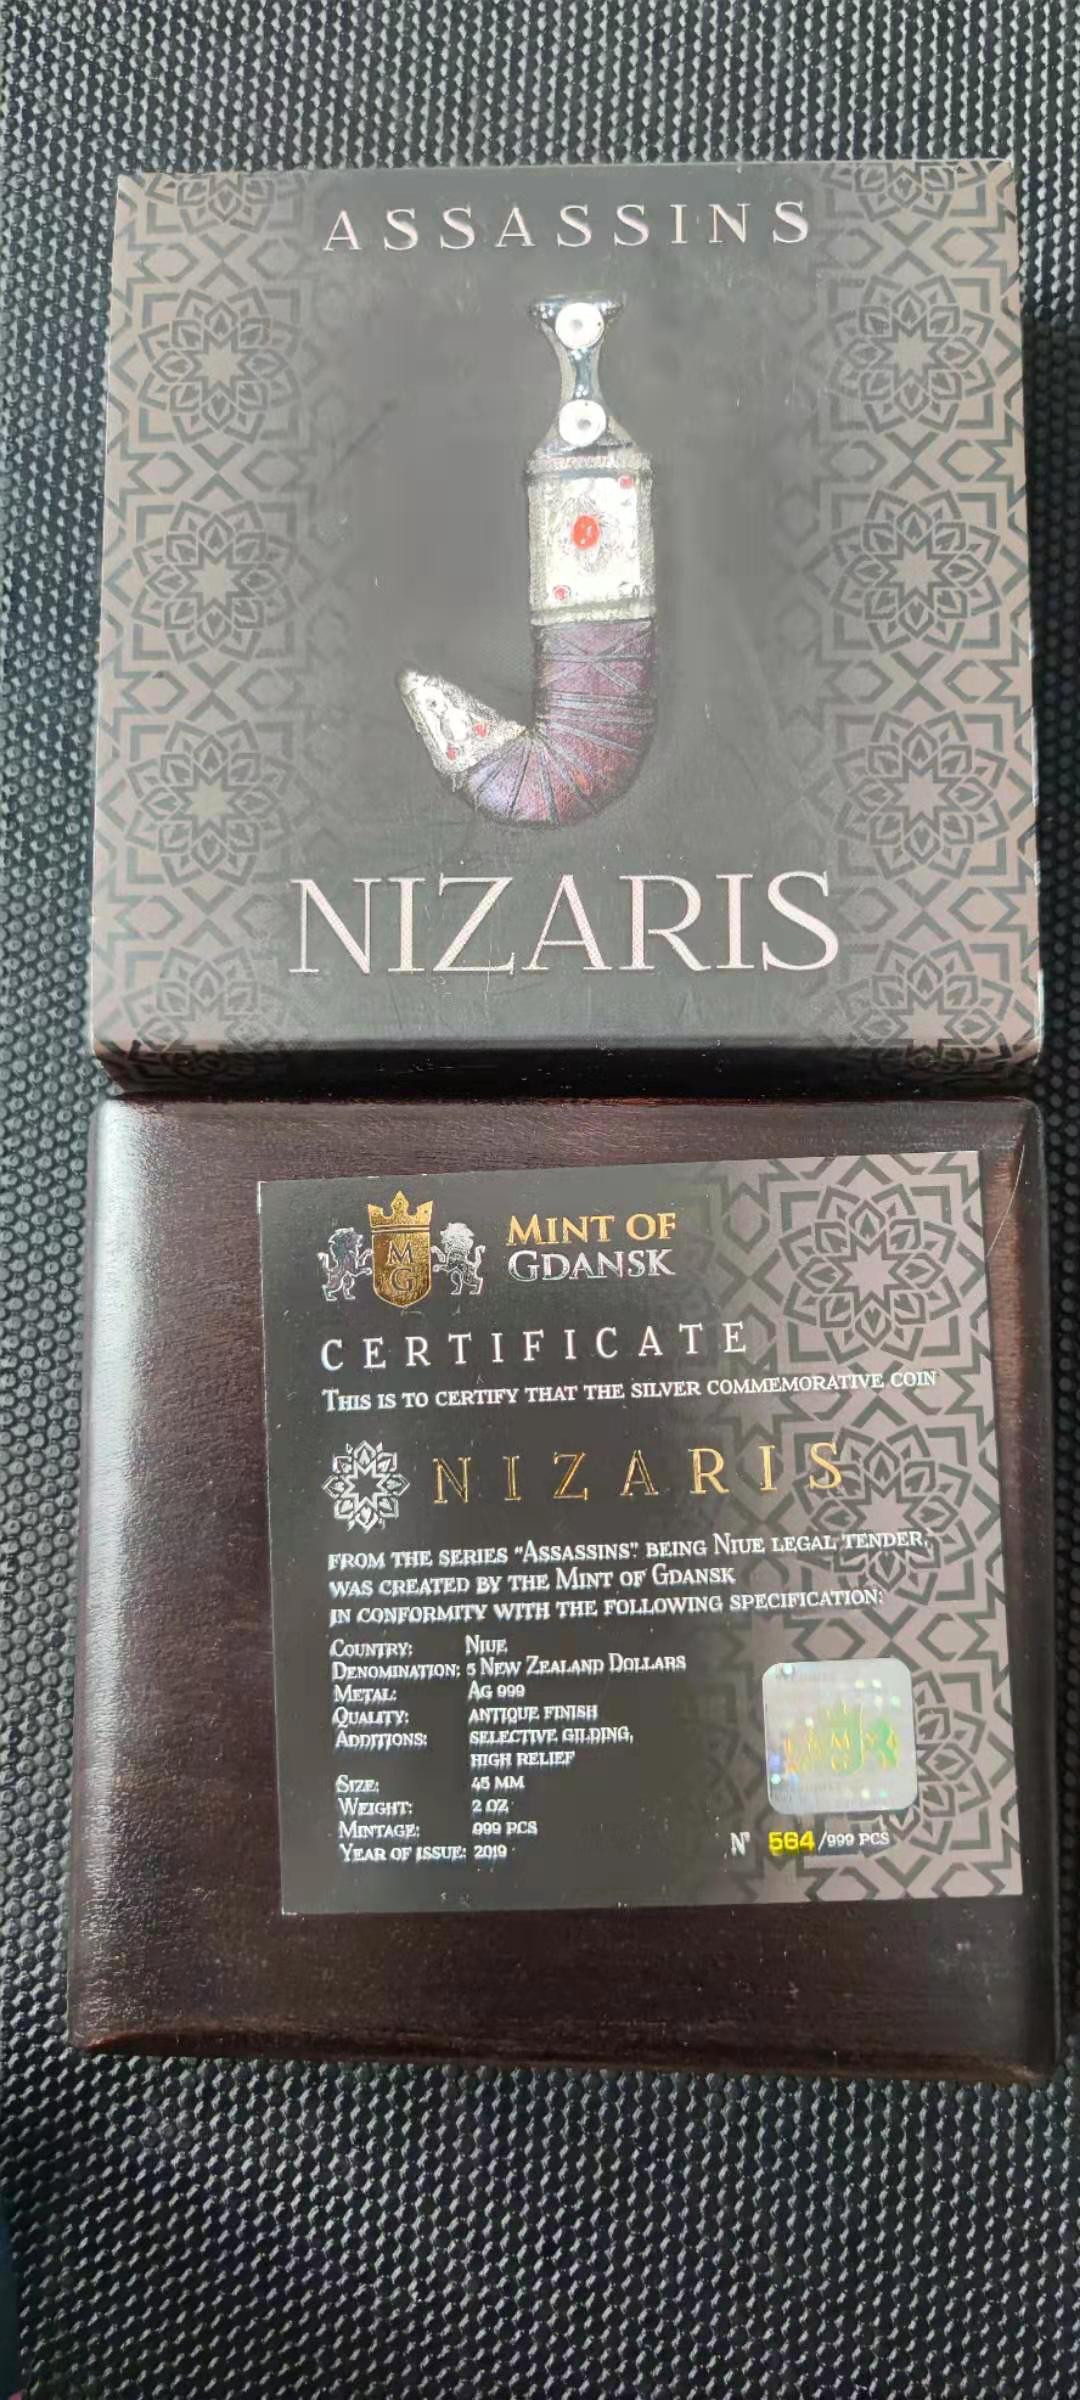 ASSASSINS
NIZARIS
MG
MINT OF
GDANSK
CERTIFICATE
THIS IS TO CERTIFY THAT THE SILVER COMMEMORATIVE COIN
NIZARIS
FROM THE SERIES "ASSASSINS" BEING NIUE LEGAL TENDER,
WAS CREATED BY THE MINT OF GDANSK
IN CONFORMITY WITH THE FOLLOWING SPECIFICATION:
COUNTRY: NIUE
DENOMINATION: 5 NEW ZEALAND DOLLARS
METAL: AG 999
QUALITY: ANTIQUE FINISH
ADDITIONS: SELECTIVE GILDING,
HIGH RELIEF
SIZE: 45 MM
WEIGHT: 2 OZ
MINTAGE: 999 PCS
YEAR OF ISSUE: 2019
N° 564/999 PCS